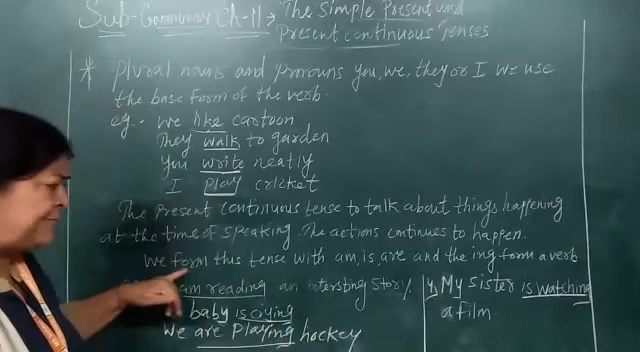 Sub-Grammar Ch-11 → The Simple Present and
Present continuous Tenses
* Plural nouns and pronouns you, we, they or I we use
the base form of the verb.
eg:- We like cartoon
They walk to garden
You write neatly
I play cricket
The Present continuous tense to talk about things happening
at the time of speaking. The actions continues to happen.
We form this tense with am, is, are and the ing form a verb
am reading an intersting story.
baby is crying
We are Playing hockey
My Sister is watching
a film.